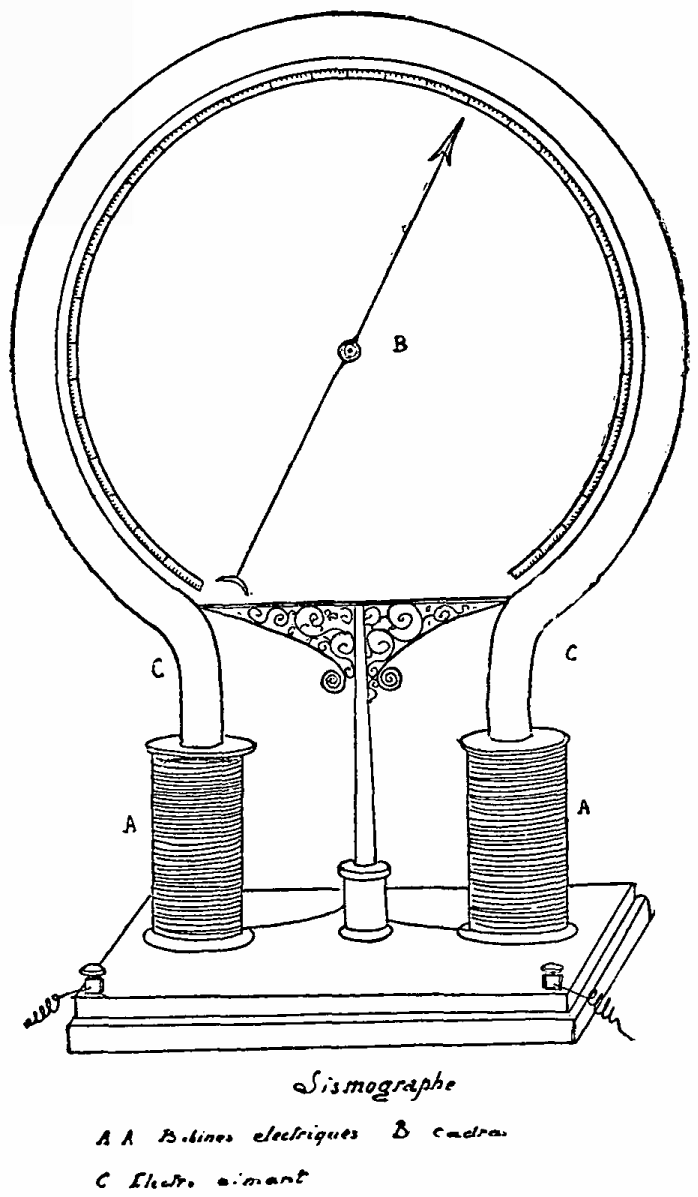 B
C C
A A
Sismographe
A A Bobines electriques B cadran
C Electro aimant